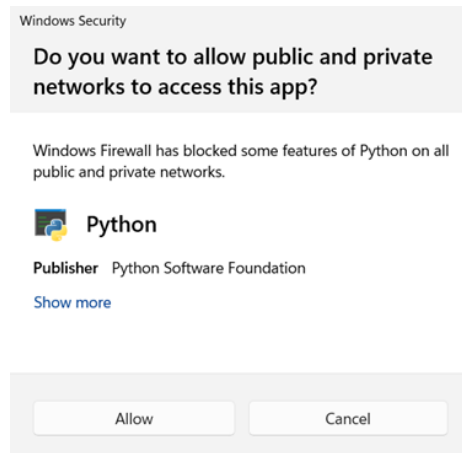 Windows Security
Do you want to allow public and private
networks to access this app?
Windows Firewall has blocked some features of Python on all
public and private networks.
Python
Publisher Python Software Foundation
Show more
Allow
Cancel